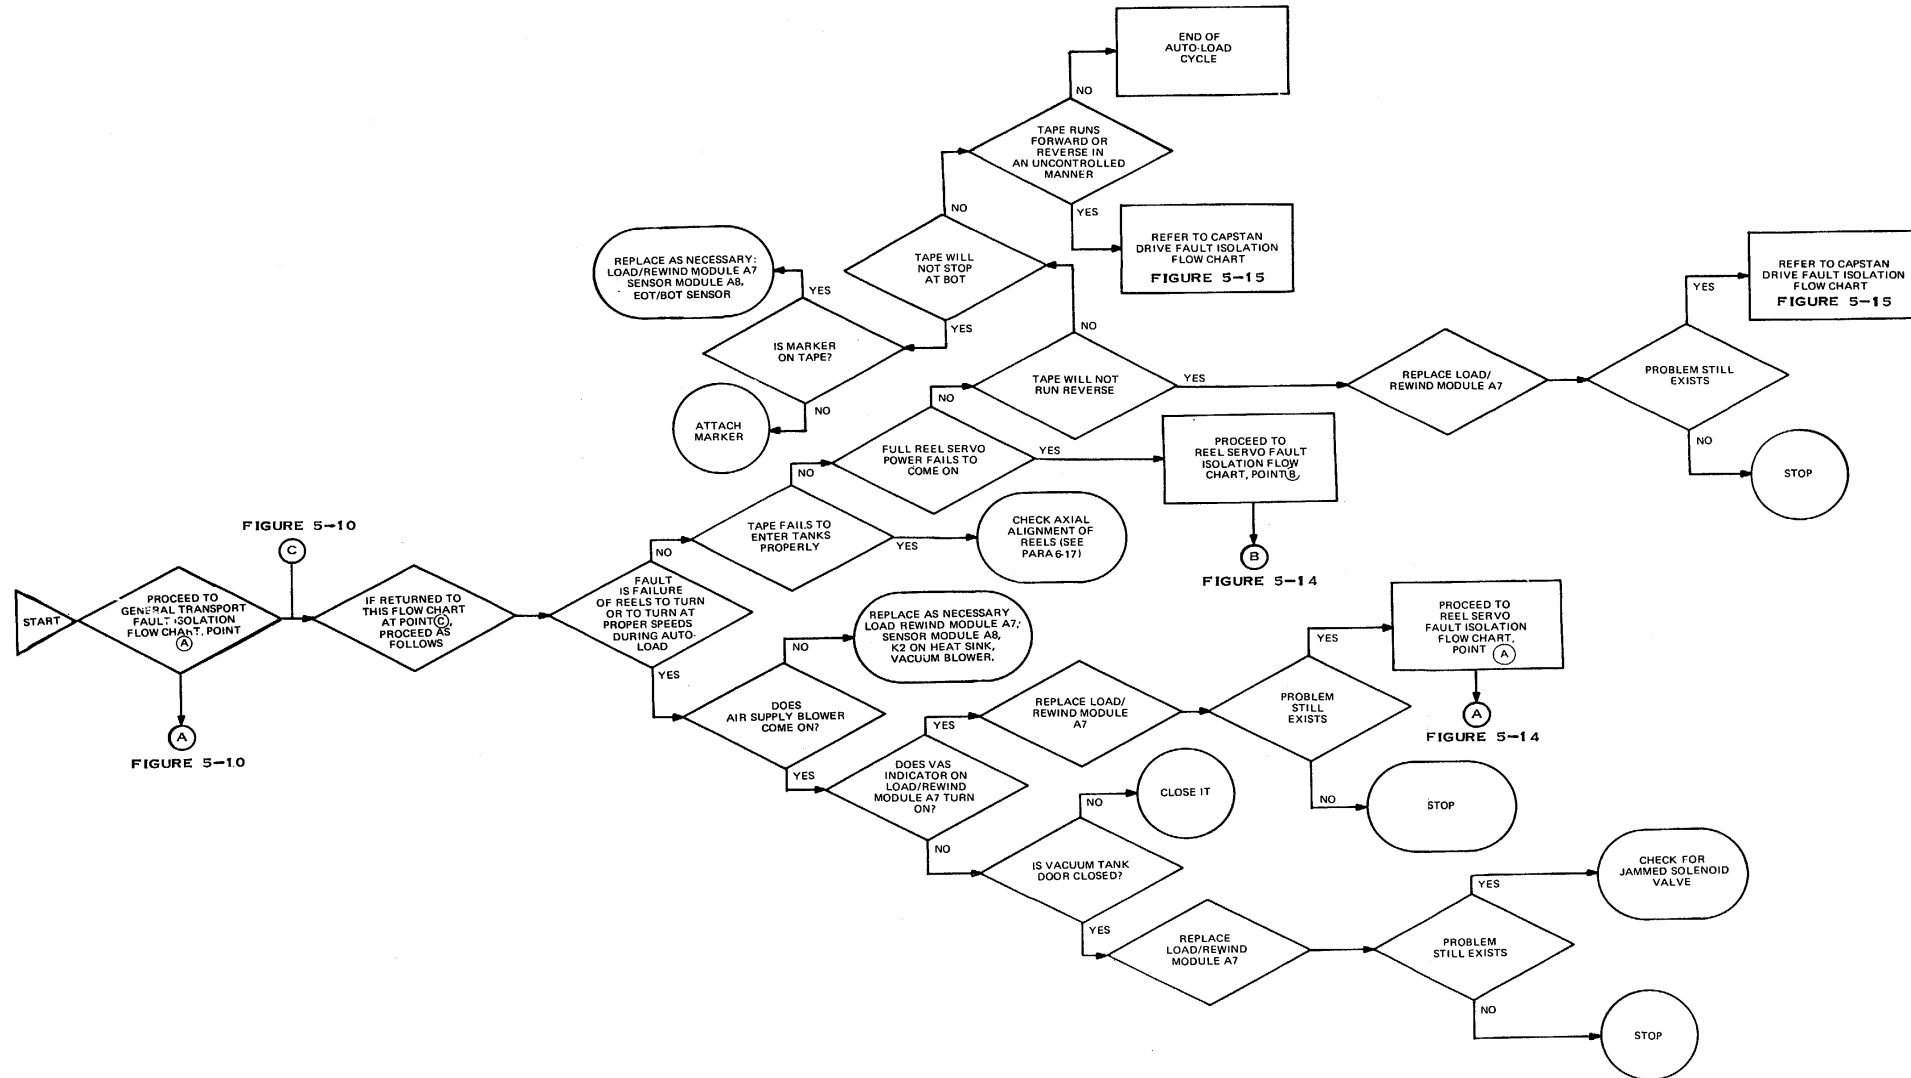 END OF
AUTO-LOAD
CYCLE
NO
TAPE RUNS
FORWARD OR
REVERSE IN
AN UNCONTROLLED
MANNER
YES
REFER TO CAPSTAN
DRIVE FAULT ISOLATION
FLOW CHART
FIGURE 5-15
NO
TAPE WILL
NOT STOP
AT BOT
YES
REPLACE AS NECESSARY:
LOAD/REWIND MODULE A7
SENSOR MODULE A8,
EOT/BOT SENSOR
YES
IS MARKER
ON TAPE?
NO
ATTACH
MARKER
NO
TAPE WILL NOT
RUN REVERSE
YES
REPLACE LOAD/
REWIND MODULE A7
PROBLEM STILL
EXISTS
YES
REFER TO CAPSTAN
DRIVE FAULT ISOLATION
FLOW CHART
FIGURE 5-15
NO
STOP
NO
FULL REEL SERVO
POWER FAILS TO
COME ON
YES
PROCEED TO
REEL SERVO FAULT
ISOLATION FLOW
CHART, POINT B
B
FIGURE 5-14
NO
TAPE FAILS TO
ENTER TANKS
PROPERLY
YES
CHECK AXIAL
ALIGNMENT OF
REELS (SEE
PARA 6-17)
FIGURE 5-10
C
START
PROCEED TO
GENERAL TRANSPORT
FAULT ISOLATION
FLOW CHART, POINT
A
A
FIGURE 5-10
IF RETURNED TO
THIS FLOW CHART
AT POINT C,
PROCEED AS
FOLLOWS
NO
FAULT
IS FAILURE
OF REELS TO TURN
OR TO TURN AT
PROPER SPEEDS
DURING AUTO-
LOAD
YES
REPLACE AS NECESSARY
LOAD REWIND MODULE A7,
SENSOR MODULE A8,
K2 ON HEAT SINK,
VACUUM BLOWER.
NO
DOES
AIR SUPPLY BLOWER
COME ON?
YES
DOES VAS
INDICATOR ON
LOAD/REWIND
MODULE A7 TURN
ON?
YES
REPLACE LOAD/
REWIND MODULE
A7
PROBLEM
STILL
EXISTS
YES
PROCEED TO
REEL SERVO
FAULT ISOLATION
FLOW CHART,
POINT A
A
FIGURE 5-14
NO
STOP
NO
IS VACUUM TANK
DOOR CLOSED?
NO
CLOSE IT
YES
REPLACE
LOAD/REWIND
MODULE A7
PROBLEM
STILL EXISTS
YES
CHECK FOR
JAMMED SOLENOID
VALVE
NO
STOP